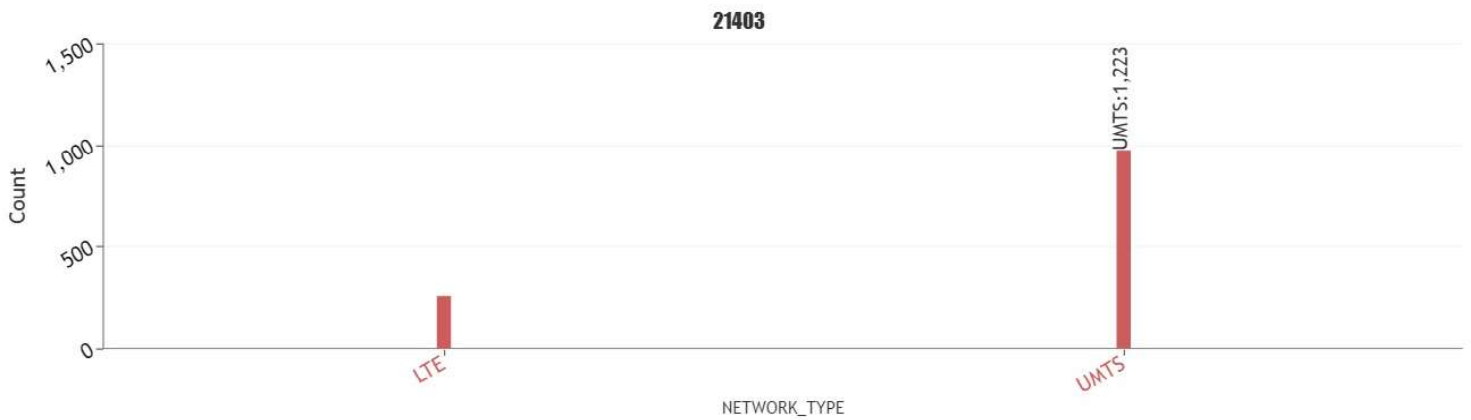 21403
1,500
1,000
500
0
Count
UMTS:1,223
LTE
UMTS
NETWORK_TYPE